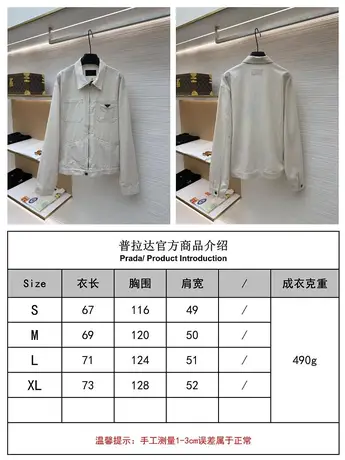 普拉达官方商品介绍
Prada/ Product Introduction
Size 衣长 胸围 肩宽 / 成衣克重
S 67 116 49 /
M 69 120 50 /
L 71 124 51 / 490g
XL 73 128 52 /
/
温馨提示：手工测量1-3cm误差属于正常